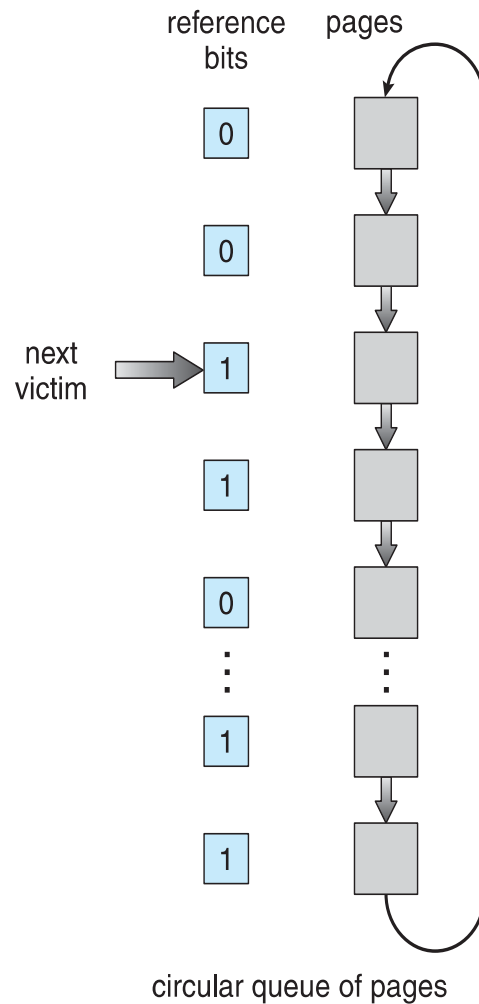 reference bits
pages
0
0
next victim
1
1
0
1
1
circular queue of pages